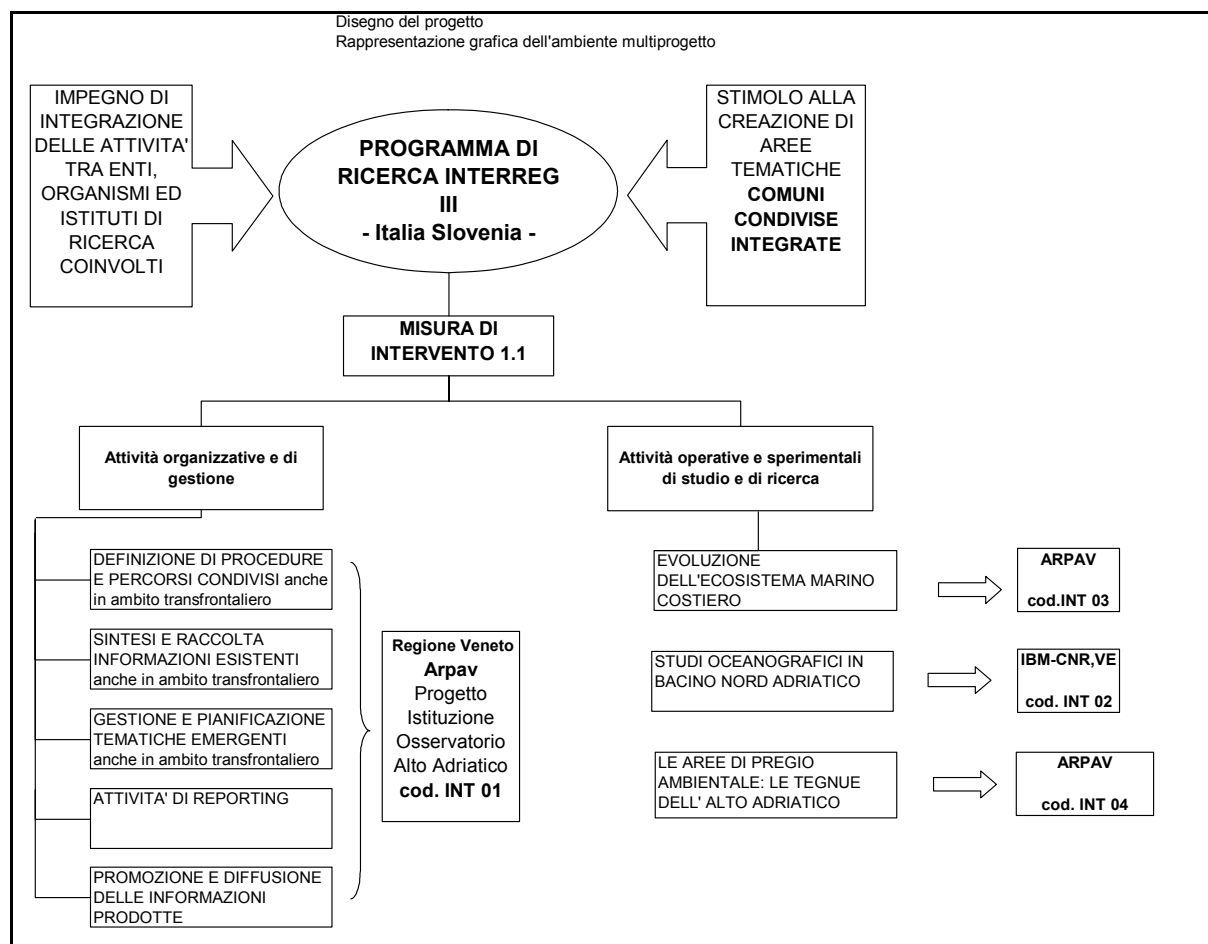 Disegno del progetto
Rappresentazione grafica dell'ambiente multiprogetto
IMPEGNO DI
INTEGRAZIONE
DELLE ATTIVITA'
TRA ENTI,
ORGANISMI ED
ISTITUTI DI
RICERCA
COINVOLTI
PROGRAMMA DI
RICERCA INTERREG
III
- Italia Slovenia -
STIMOLO ALLA
CREAZIONE DI
AREE
TEMATICHE
COMUNI
CONDIVISE
INTEGRATE
MISURA DI
INTERVENTO 1.1
Attività organizzative e di
gestione
DEFINIZIONE DI PROCEDURE
E PERCORSI CONDIVISI anche
in ambito transfrontaliero
SINTESI E RACCOLTA
INFORMAZIONI ESISTENTI
anche in ambito transfrontaliero
GESTIONE E PIANIFICAZIONE
TEMATICHE EMERGENTI
anche in ambito transfrontaliero
ATTIVITA' DI REPORTING
PROMOZIONE E DIFFUSIONE
DELLE INFORMAZIONI
PRODOTTE
Regione Veneto
Arpav
Progetto
Istituzione
Osservatorio
Alto Adriatico
cod. INT 01
Attività operative e sperimentali
di studio e di ricerca
EVOLUZIONE
DELL'ECOSISTEMA MARINO
COSTIERO
ARPAV
cod.INT 03
STUDI OCEANOGRAFICI IN
BACINO NORD ADRIATICO
IBM-CNR,VE
cod. INT 02
LE AREE DI PREGIO
AMBIENTALE: LE TEGNUE
DELL' ALTO ADRIATICO
ARPAV
cod. INT 04